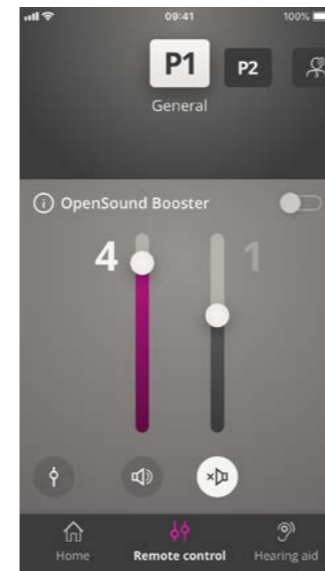 09:41 100%
P1 P2
General
OpenSound Booster
4 1
Home Remote control Hearing aid